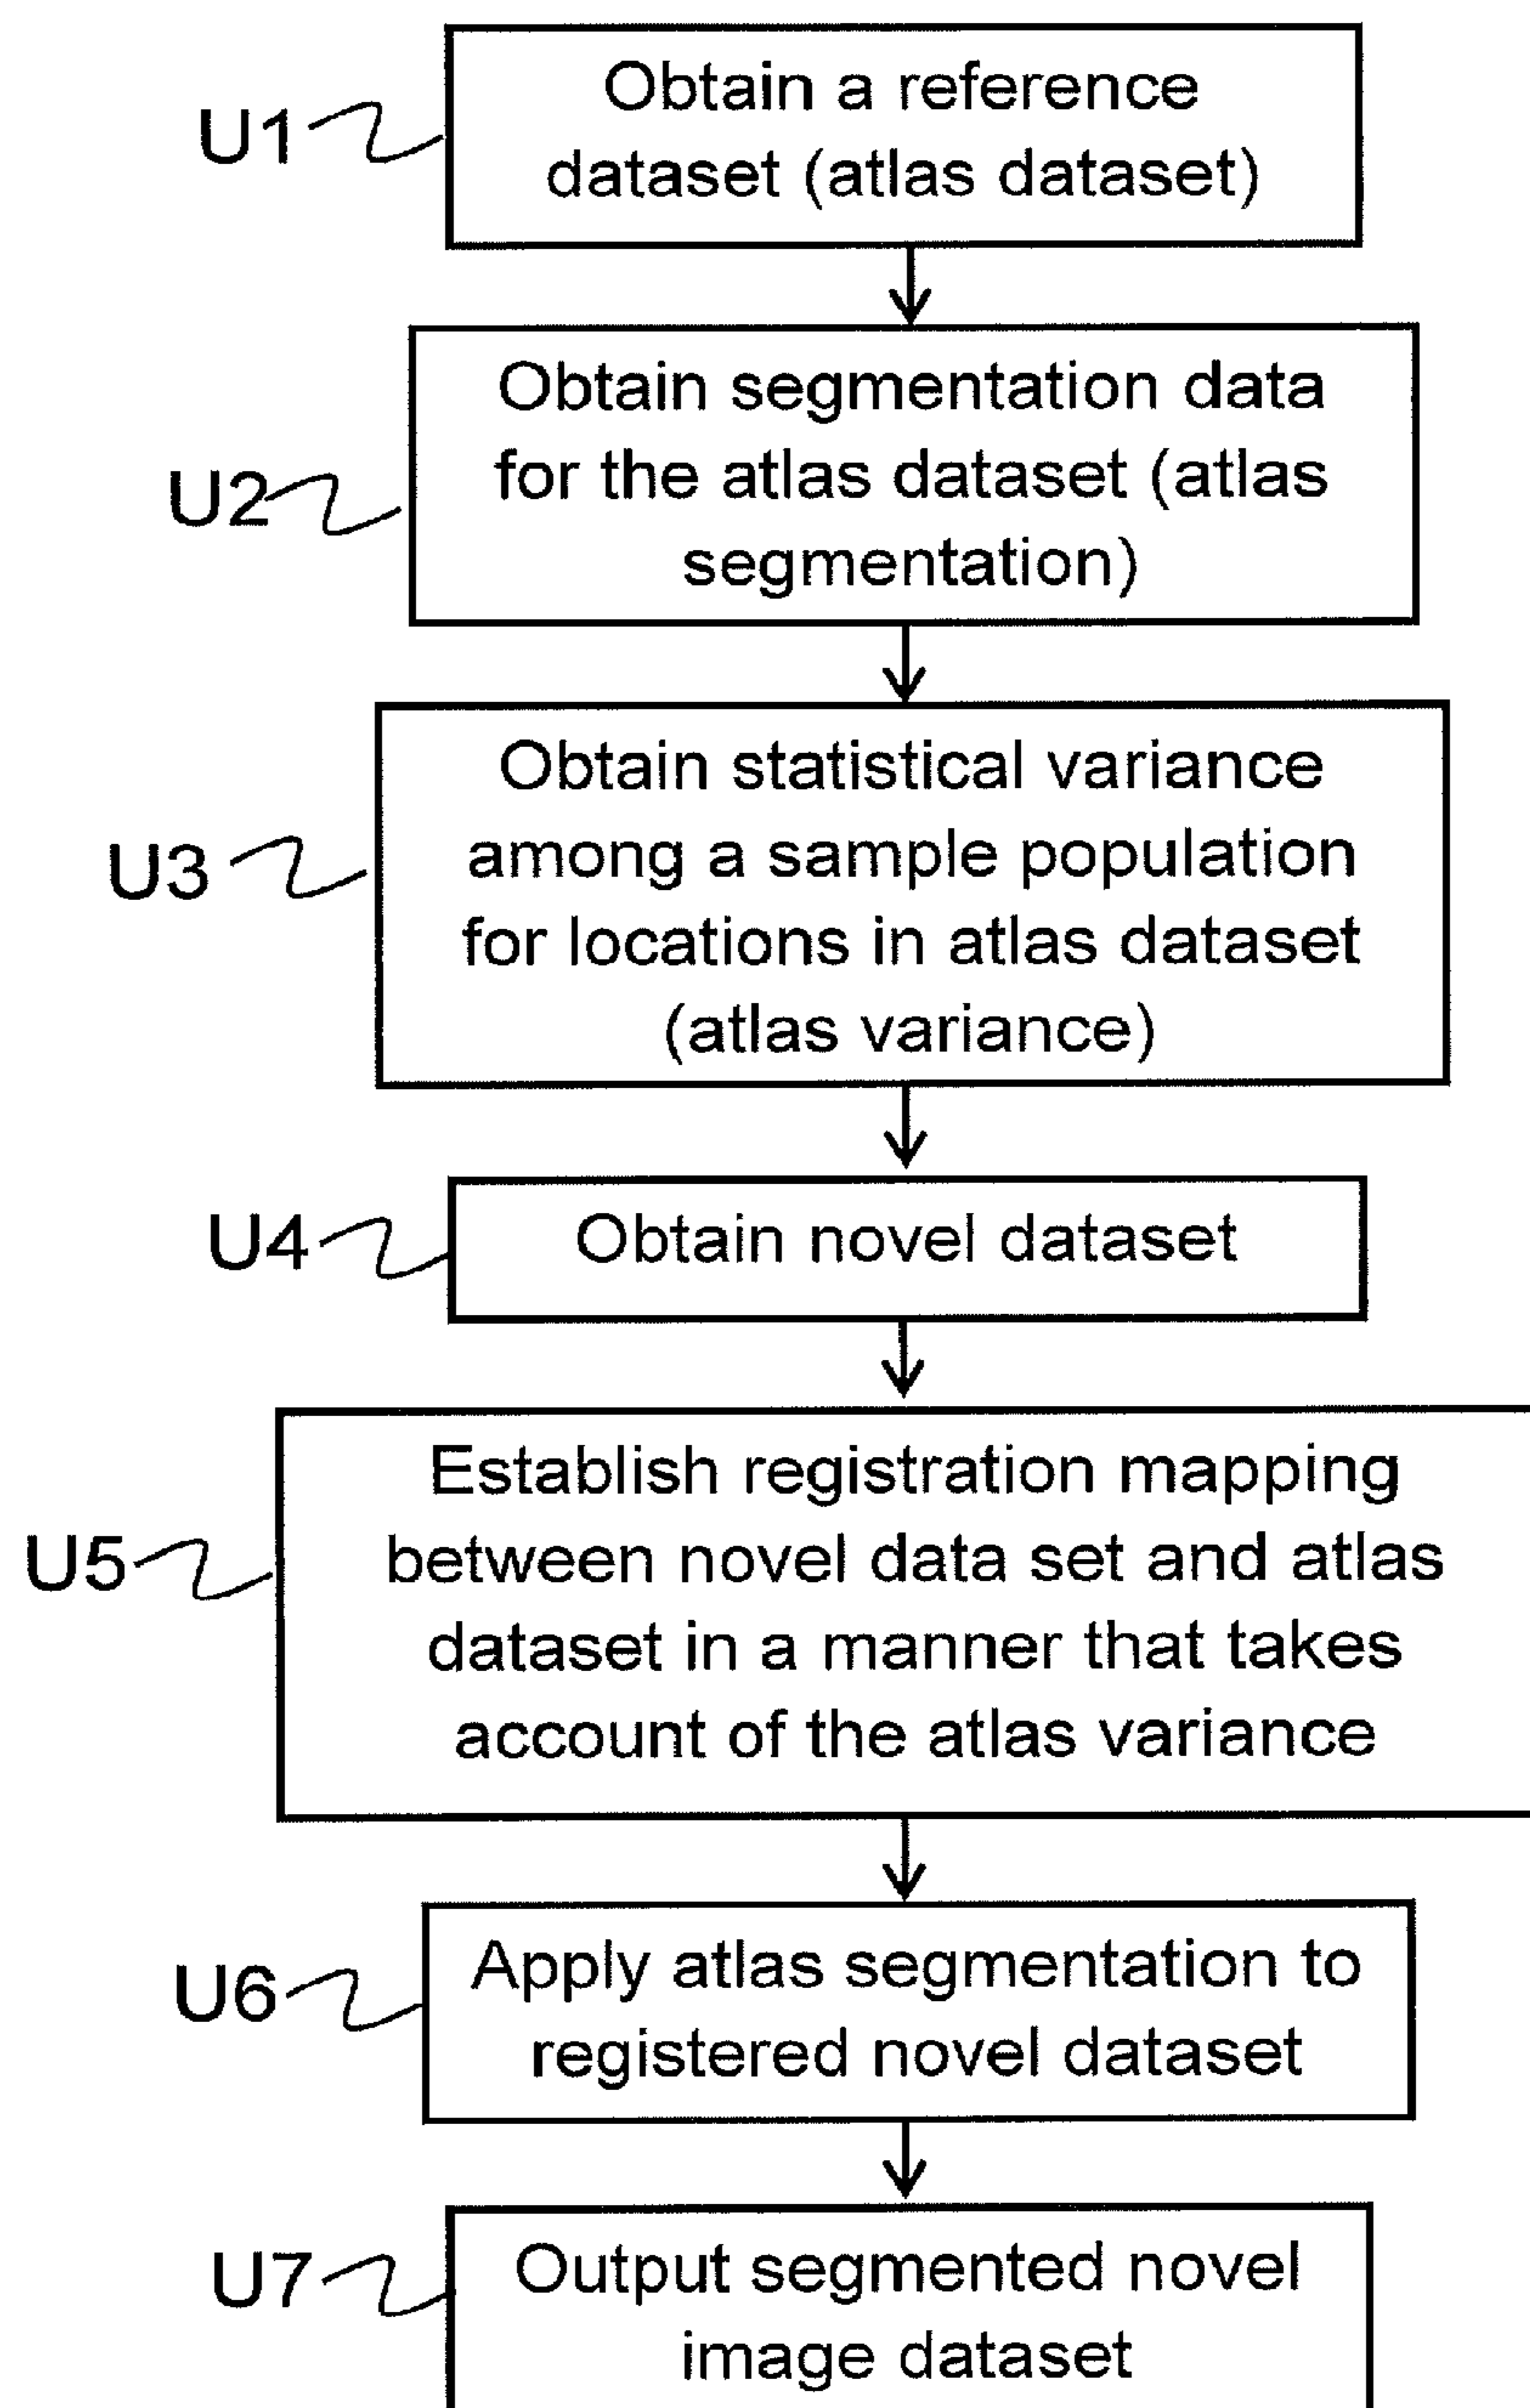 U1
Obtain a reference
dataset (atlas dataset)
U2
Obtain segmentation data
for the atlas dataset (atlas
segmentation)
U3
Obtain statistical variance
among a sample population
for locations in atlas dataset
(atlas variance)
U4
Obtain novel dataset
U5
Establish registration mapping
between novel data set and atlas
dataset in a manner that takes
account of the atlas variance
U6
Apply atlas segmentation to
registered novel dataset
U7
Output segmented novel
image dataset